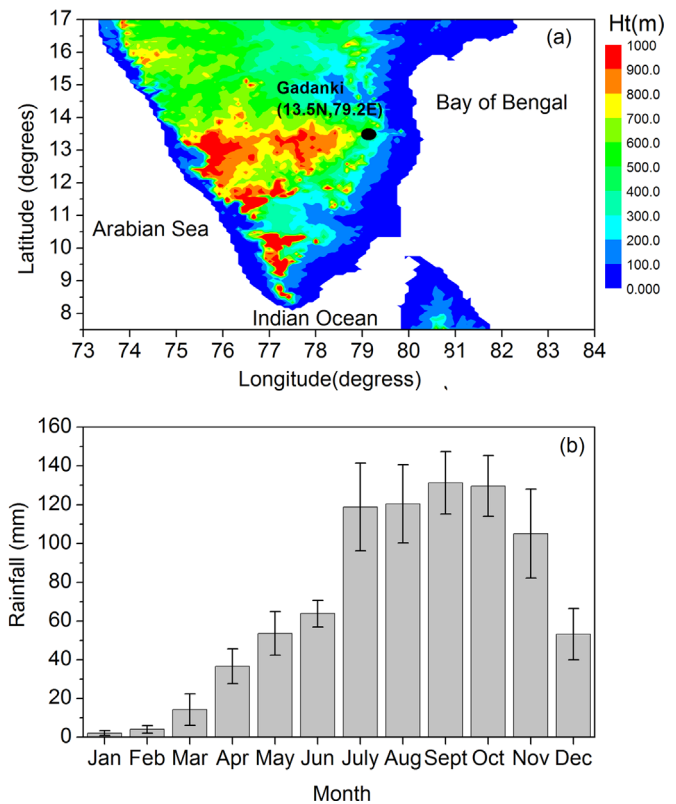 Ht(m)
17
16
15
14
13
12
11
10
9
8
Latitude (degrees)
(a)
Gadanki
(13.5N,79.2E)
Bay of Bengal
Arabian Sea
Indian Ocean
1000
900.0
800.0
700.0
600.0
500.0
400.0
300.0
200.0
100.0
0.000
73 74 75 76 77 78 79 80 81 82 83 84
Longitude(degress)
(b)
160
140
120
100
80
60
40
20
0
Rainfall (mm)
Jan Feb Mar Apr May Jun July Aug Sept Oct Nov Dec
Month